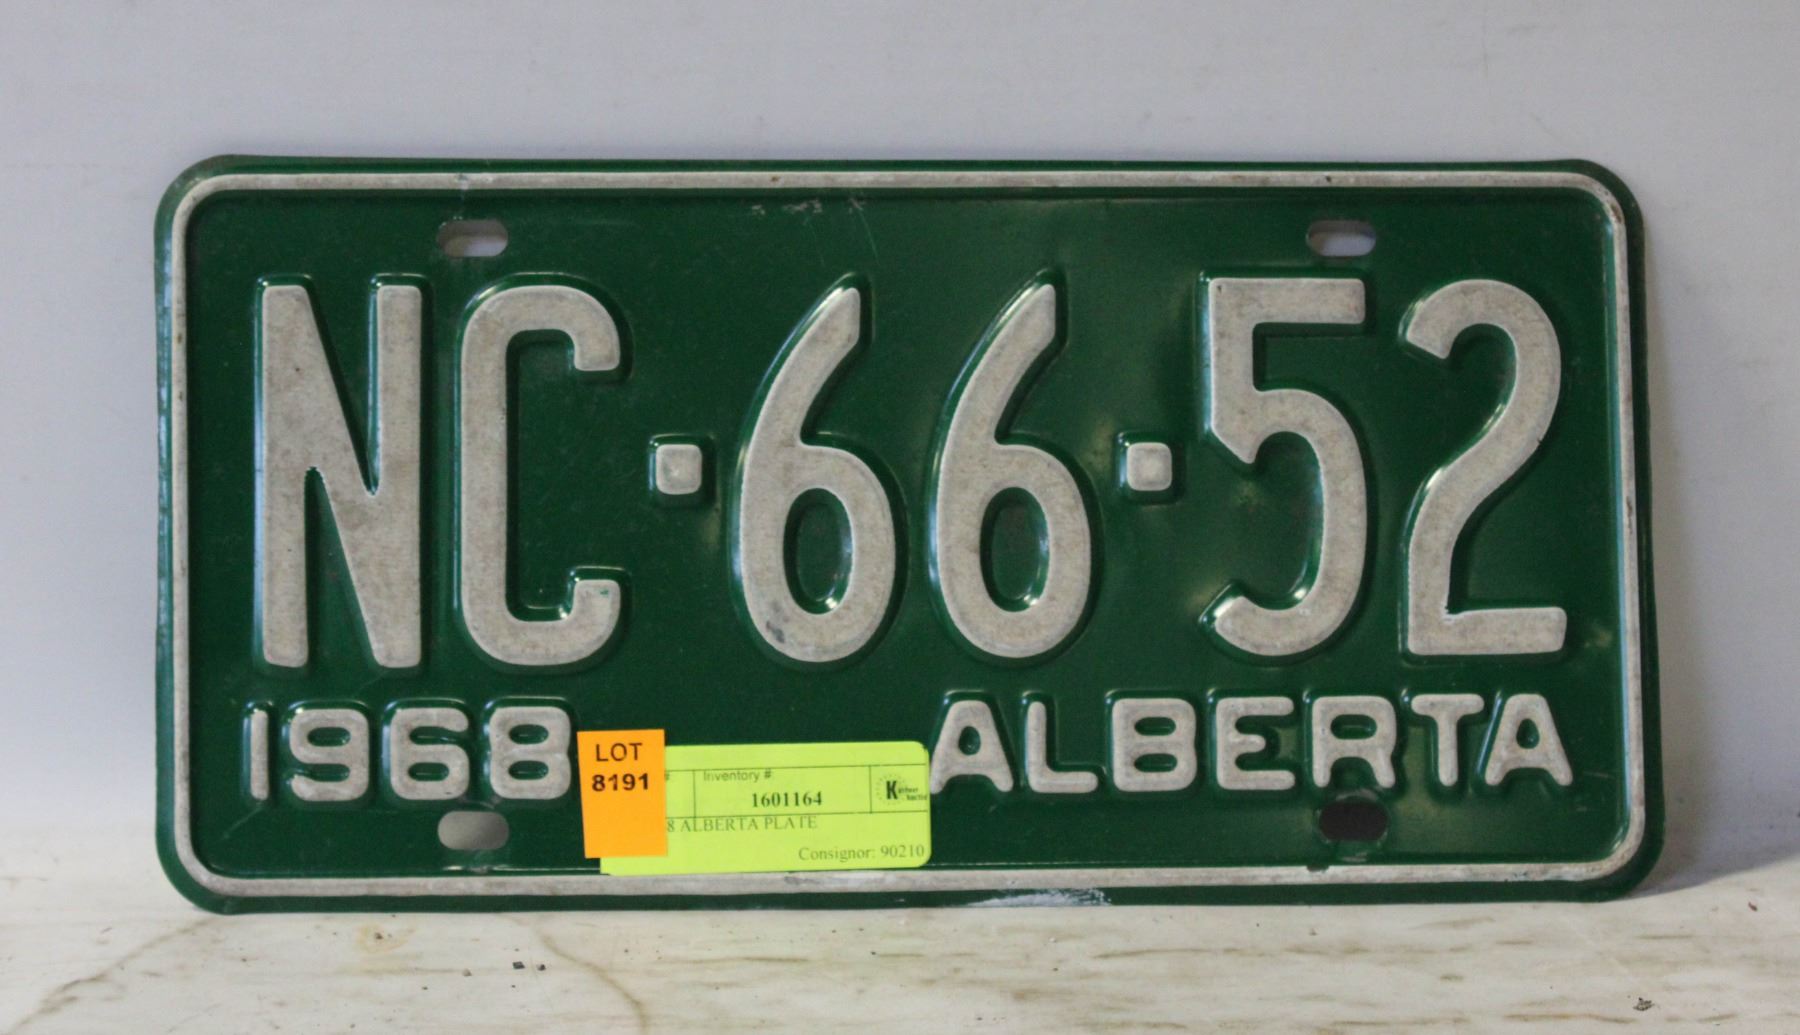 NC·66·52
1968 ALBERTA
LOT
8191
# Inventory #
1601164
8 ALBERTA PLATE
Consignor: 90210